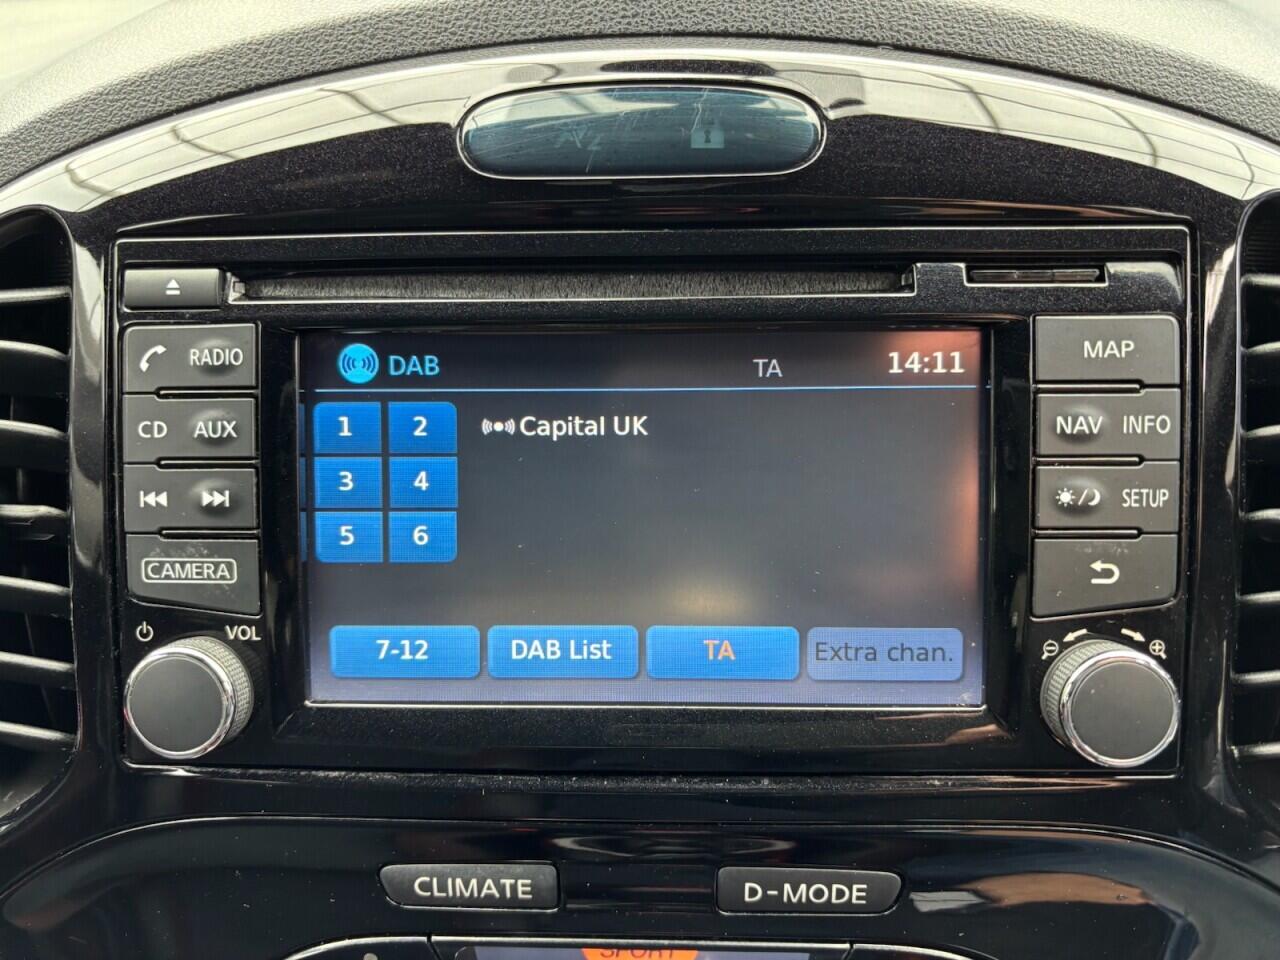 RADIO
CD AUX
CAMERA
VOL
DAB
TA
14:11
1 2
3 4
5 6
Capital UK
7-12
DAB List
TA
Extra chan.
MAP
NAV INFO
SETUP
CLIMATE
D-MODE
SPORT